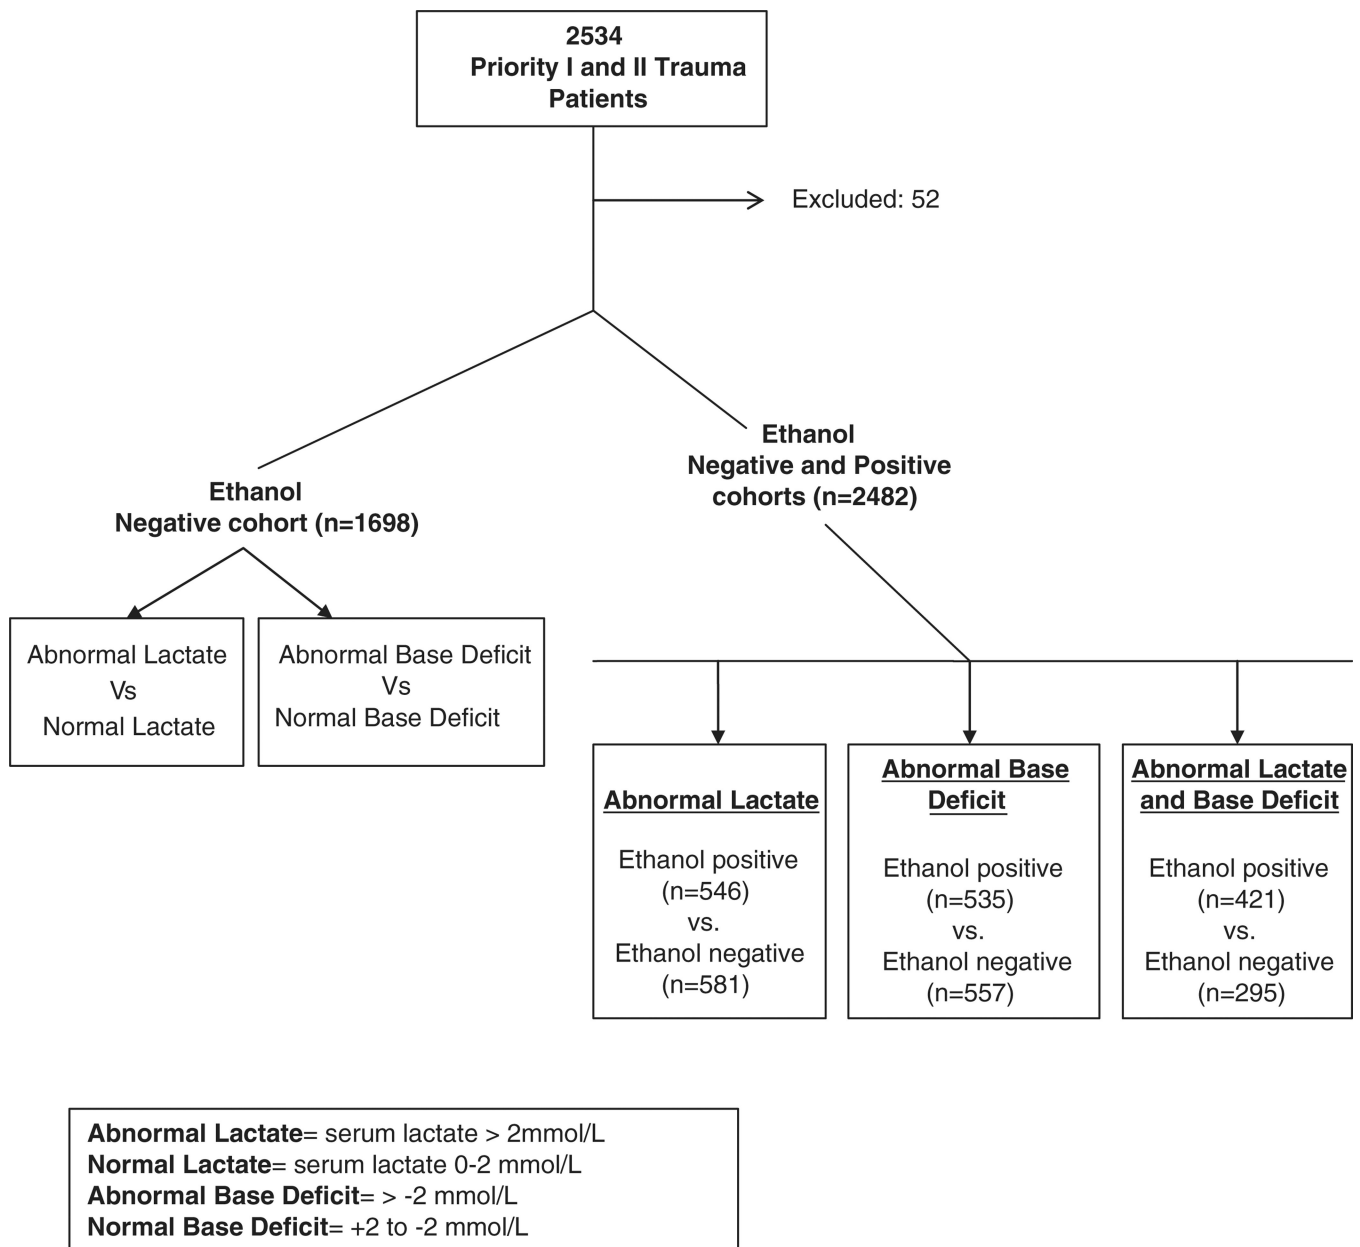 2534
Priority I and II Trauma
Patients
Excluded: 52
Ethanol
Negative and Positive
cohorts (n=2482)
Ethanol
Negative cohort (n=1698)
Abnormal Lactate
Vs
Normal Lactate
Abnormal Base Deficit
Vs
Normal Base Deficit
Abnormal Lactate
Ethanol positive
(n=546)
vs.
Ethanol negative
(n=581)
Abnormal Base
Deficit
Ethanol positive
(n=535)
vs.
Ethanol negative
(n=557)
Abnormal Lactate
and Base Deficit
Ethanol positive
(n=421)
vs.
Ethanol negative
(n=295)
Abnormal Lactate= serum lactate > 2mmol/L
Normal Lactate= serum lactate 0-2 mmol/L
Abnormal Base Deficit= > -2 mmol/L
Normal Base Deficit= +2 to -2 mmol/L